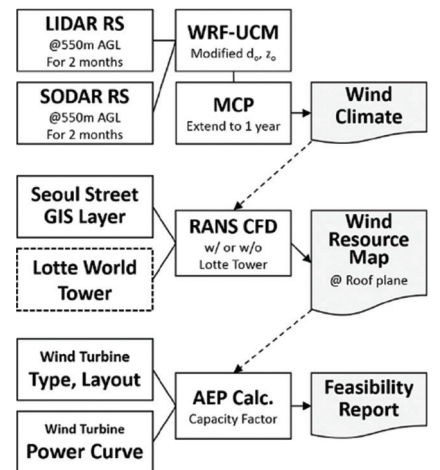 LIDAR RS
@550m AGL
For 2 months
WRF-UCM
Modified dₒ, zₒ
SODAR RS
@550m AGL
For 2 months
MCP
Extend to 1 year
Wind
Climate
Seoul Street
GIS Layer
RANS CFD
w/ or w/o
Lotte Tower
Lotte World
Tower
Wind
Resource
Map
@ Roof plane
Wind Turbine
Type, Layout
AEP Calc.
Capacity Factor
Feasibility
Report
Wind Turbine
Power Curve